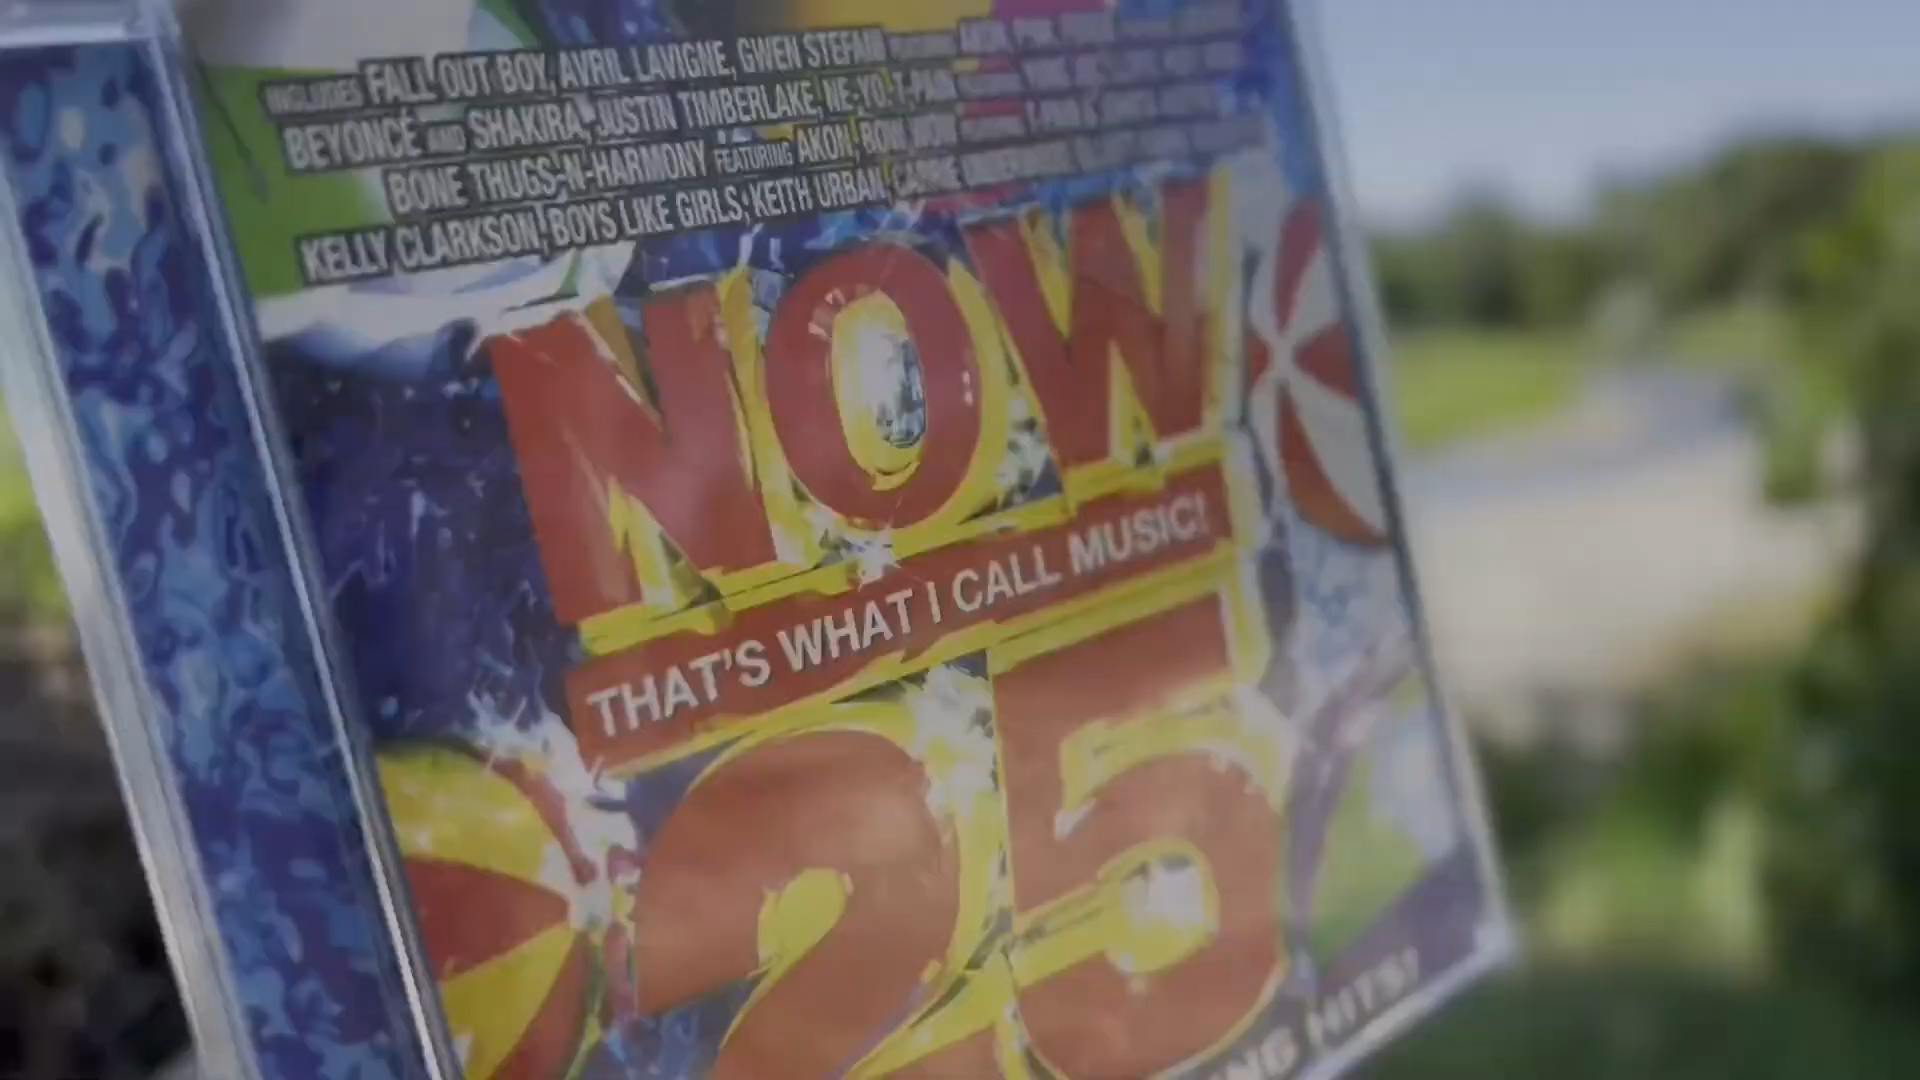 INCLUDES FALL OUT BOY, AVRIL LAVIGNE, GWEN STEFANI
BEYONCÉ AND SHAKIRA, JUSTIN TIMBERLAKE, NE-YO, T-PAIN
BONE THUGS-N-HARMONY FEATURING AKON, BOW WOW
KELLY CLARKSON, BOYS LIKE GIRLS, KEITH URBAN, CARRIE UNDERWOOD
NOW
THAT'S WHAT I CALL MUSIC!
25
HITS!